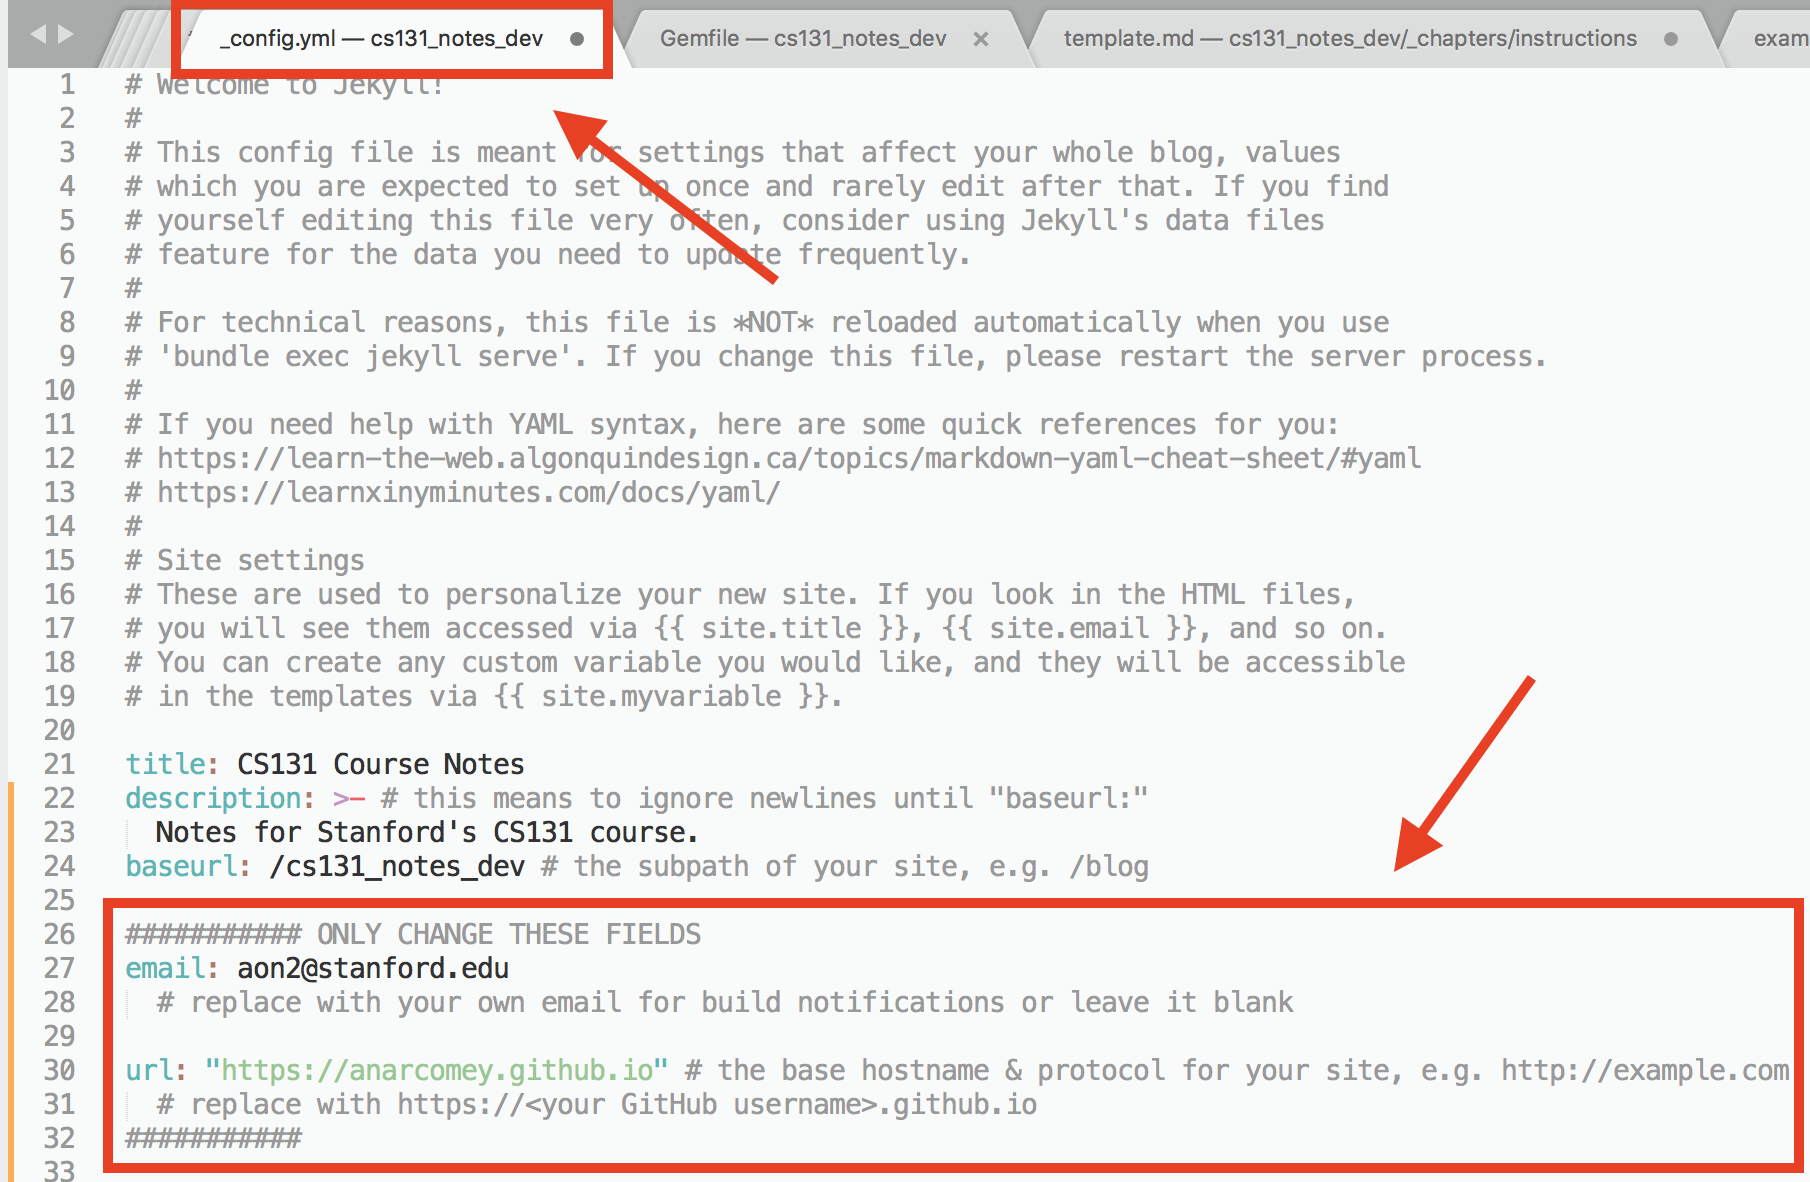 _config.yml — cs131_notes_dev
Gemfile — cs131_notes_dev
template.md — cs131_notes_dev/_chapters/instructions
exam
1 # Welcome to Jekyll!
2 #
3 # This config file is meant for settings that affect your whole blog, values
4 # which you are expected to set up once and rarely edit after that. If you find
5 # yourself editing this file very often, consider using Jekyll's data files
6 # feature for the data you need to update frequently.
7 #
8 # For technical reasons, this file is *NOT* reloaded automatically when you use
9 # 'bundle exec jekyll serve'. If you change this file, please restart the server process.
10 #
11 # If you need help with YAML syntax, here are some quick references for you:
12 # https://learn-the-web.algonquindesign.ca/topics/markdown-yaml-cheat-sheet/#yaml
13 # https://learnxinyminutes.com/docs/yaml/
14 #
15 # Site settings
16 # These are used to personalize your new site. If you look in the HTML files,
17 # you will see them accessed via {{ site.title }}, {{ site.email }}, and so on.
18 # You can create any custom variable you would like, and they will be accessible
19 # in the templates via {{ site.myvariable }}.
20
21 title: CS131 Course Notes
22 description: >- # this means to ignore newlines until "baseurl:"
23 Notes for Stanford's CS131 course.
24 baseurl: /cs131_notes_dev # the subpath of your site, e.g. /blog
25
26 ########### ONLY CHANGE THESE FIELDS
27 email: aon2@stanford.edu
28 # replace with your own email for build notifications or leave it blank
29
30 url: "https://anarcomey.github.io" # the base hostname & protocol for your site, e.g. http://example.com
31 # replace with https://<your GitHub username>.github.io
32 ###########
33